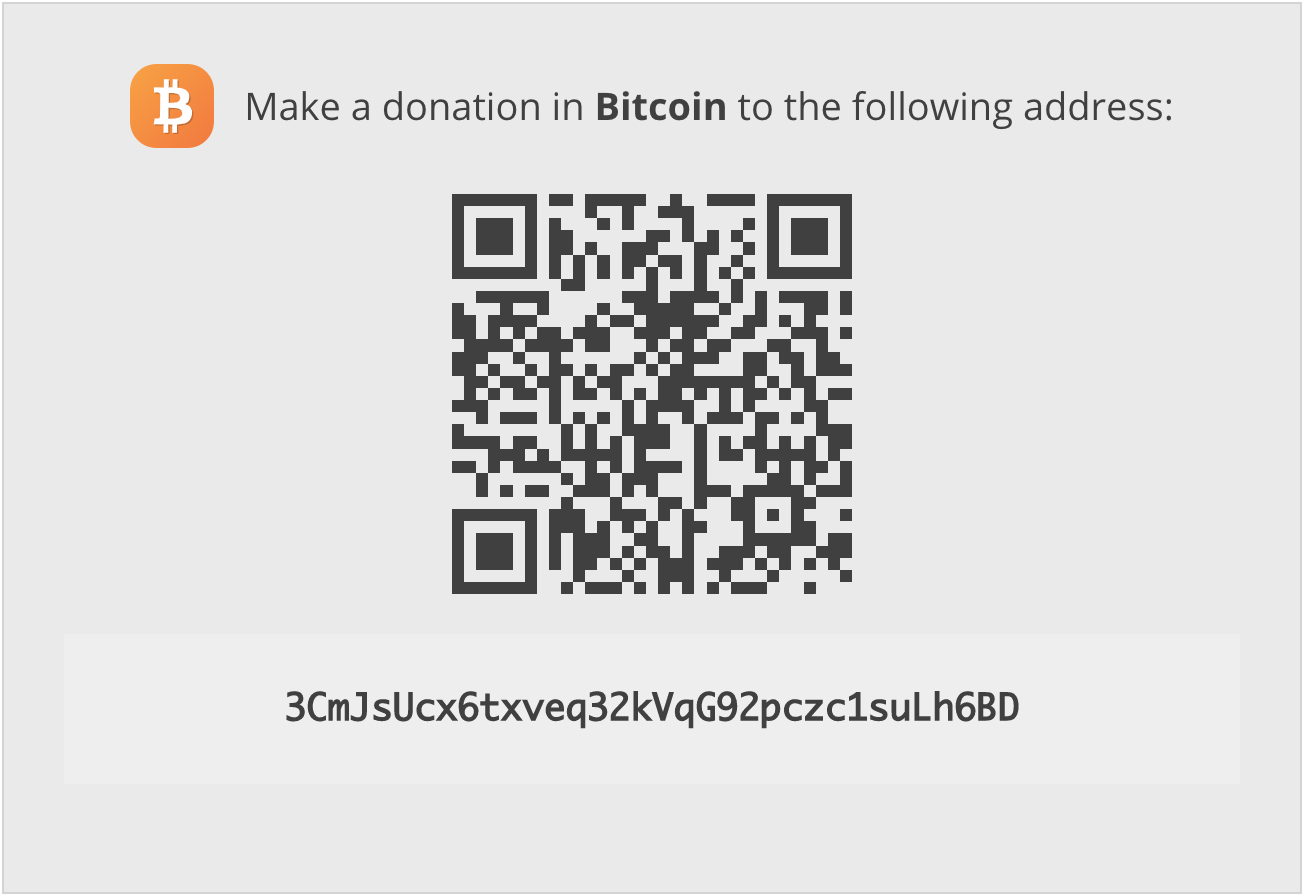 Make a donation in Bitcoin to the following address:
3CmJsUcx6txveq32kVqG92pczc1suLh6BD